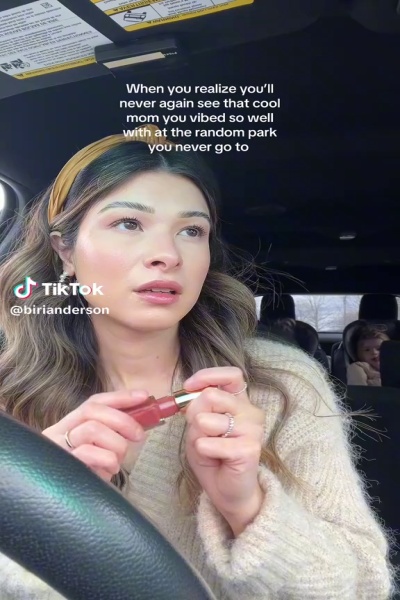 When you realize you'll
never again see that cool
mom you vibed so well
with at the random park
you never go to
TikTok
@birianderson